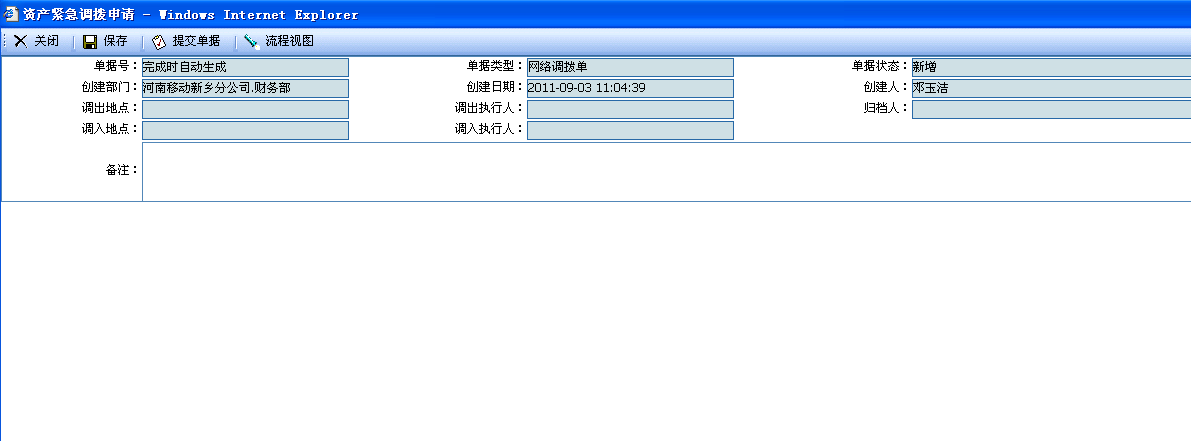 资产紧急调拨申请 - Windows Internet Explorer
关闭 保存 提交单据 流程视图
单据号：完成时自动生成 单据类型：网络调拨单 单据状态：新增
创建部门：河南移动新乡分公司.财务部 创建日期：2011-09-03 11:04:39 创建人：邓玉洁
调出地点： 调出执行人： 归档人：
调入地点： 调入执行人：
备注：